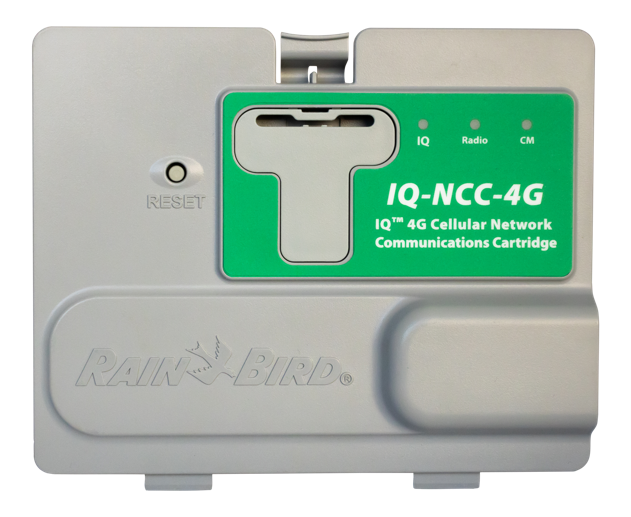 IQ
Radio
CM
RESET
IQ-NCC-4G
IQ™ 4G Cellular Network
Communications Cartridge
RAIN BIRD®